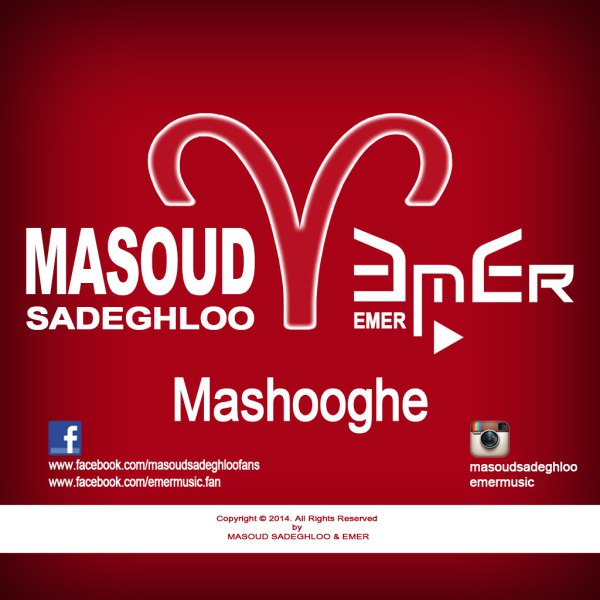 MASOUD
SADEGHLOO
EmEr
EMER
Mashooghe
www.facebook.com/masoudsadeghloofans
www.facebook.com/emermusic.fan
masoudsadeghloo
emermusic
Copyright © 2014. All Rights Reserved
by
MASOUD SADEGHLOO & EMER